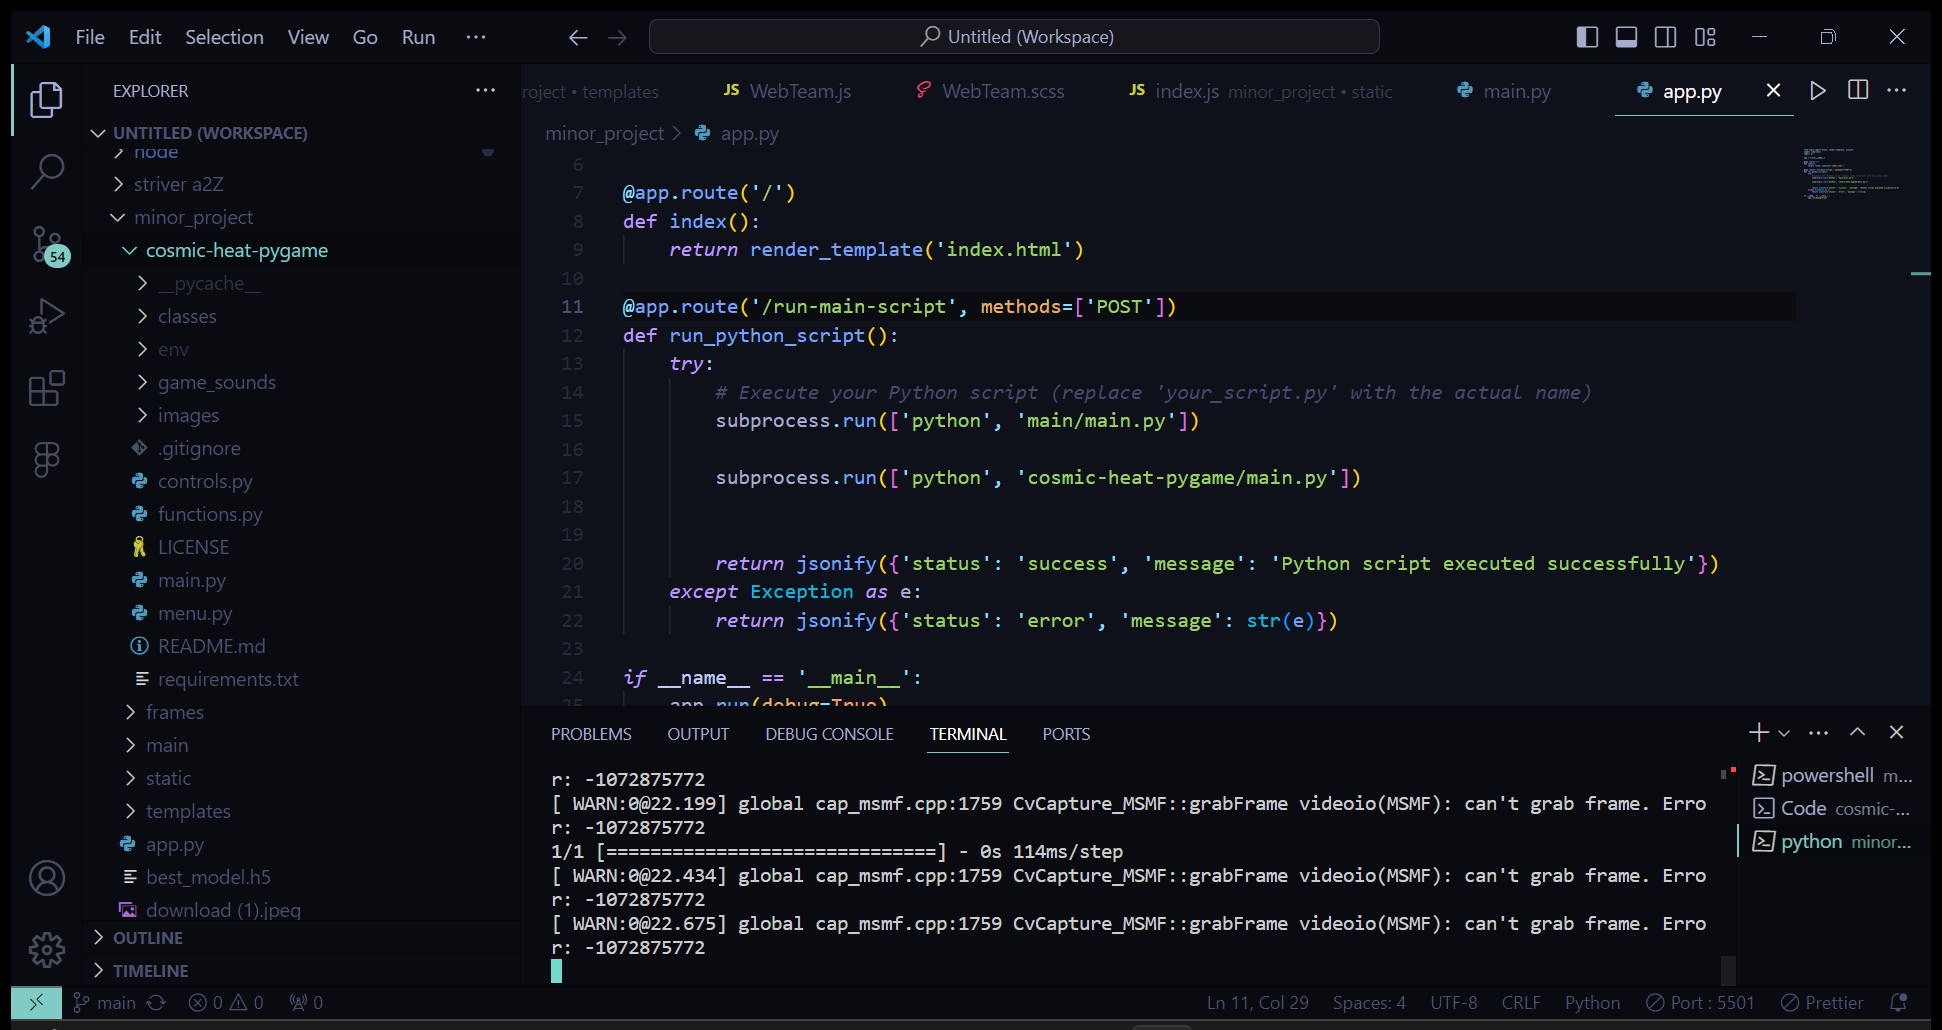 File Edit Selection View Go Run ···
Untitled (Workspace)
EXPLORER
UNTITLED (WORKSPACE)
node
striver a2Z
minor_project
cosmic-heat-pygame
__pycache__
classes
env
game_sounds
images
.gitignore
controls.py
functions.py
LICENSE
main.py
menu.py
README.md
requirements.txt
frames
main
static
templates
app.py
best_model.h5
download (1).jpeg
OUTLINE
TIMELINE
54
roject • templates
JS WebTeam.js
WebTeam.scss
JS index.js minor_project • static
main.py
app.py
minor_project > app.py
6
7 @app.route('/')
8 def index():
9 return render_template('index.html')
10
11 @app.route('/run-main-script', methods=['POST'])
12 def run_python_script():
13 try:
14 # Execute your Python script (replace 'your_script.py' with the actual name)
15 subprocess.run(['python', 'main/main.py'])
16
17 subprocess.run(['python', 'cosmic-heat-pygame/main.py'])
18
19
20 return jsonify({'status': 'success', 'message': 'Python script executed successfully'})
21 except Exception as e:
22 return jsonify({'status': 'error', 'message': str(e)})
23
24 if __name__ == '__main__':
25 app.run(debug=True)
PROBLEMS OUTPUT DEBUG CONSOLE TERMINAL PORTS
r: -1072875772
[ WARN:0@22.199] global cap_msmf.cpp:1759 CvCapture_MSMF::grabFrame videoio(MSMF): can't grab frame. Erro
r: -1072875772
1/1 [==============================] - 0s 114ms/step
[ WARN:0@22.434] global cap_msmf.cpp:1759 CvCapture_MSMF::grabFrame videoio(MSMF): can't grab frame. Erro
r: -1072875772
[ WARN:0@22.675] global cap_msmf.cpp:1759 CvCapture_MSMF::grabFrame videoio(MSMF): can't grab frame. Erro
r: -1072875772
powershell m...
Code cosmic-...
python minor...
main 0 0 0
Ln 11, Col 29 Spaces: 4 UTF-8 CRLF Python Port : 5501 Prettier